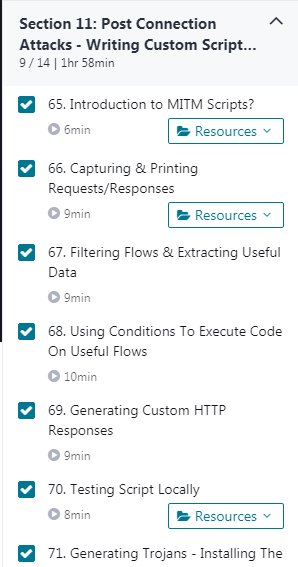 Section 11: Post Connection
Attacks - Writing Custom Script...
9 / 14 | 1hr 58min
65. Introduction to MITM Scripts?
6min
Resources
66. Capturing & Printing
Requests/Responses
9min
Resources
67. Filtering Flows & Extracting Useful
Data
9min
68. Using Conditions To Execute Code
On Useful Flows
10min
69. Generating Custom HTTP
Responses
9min
70. Testing Script Locally
8min
Resources
71. Generating Trojans - Installing The